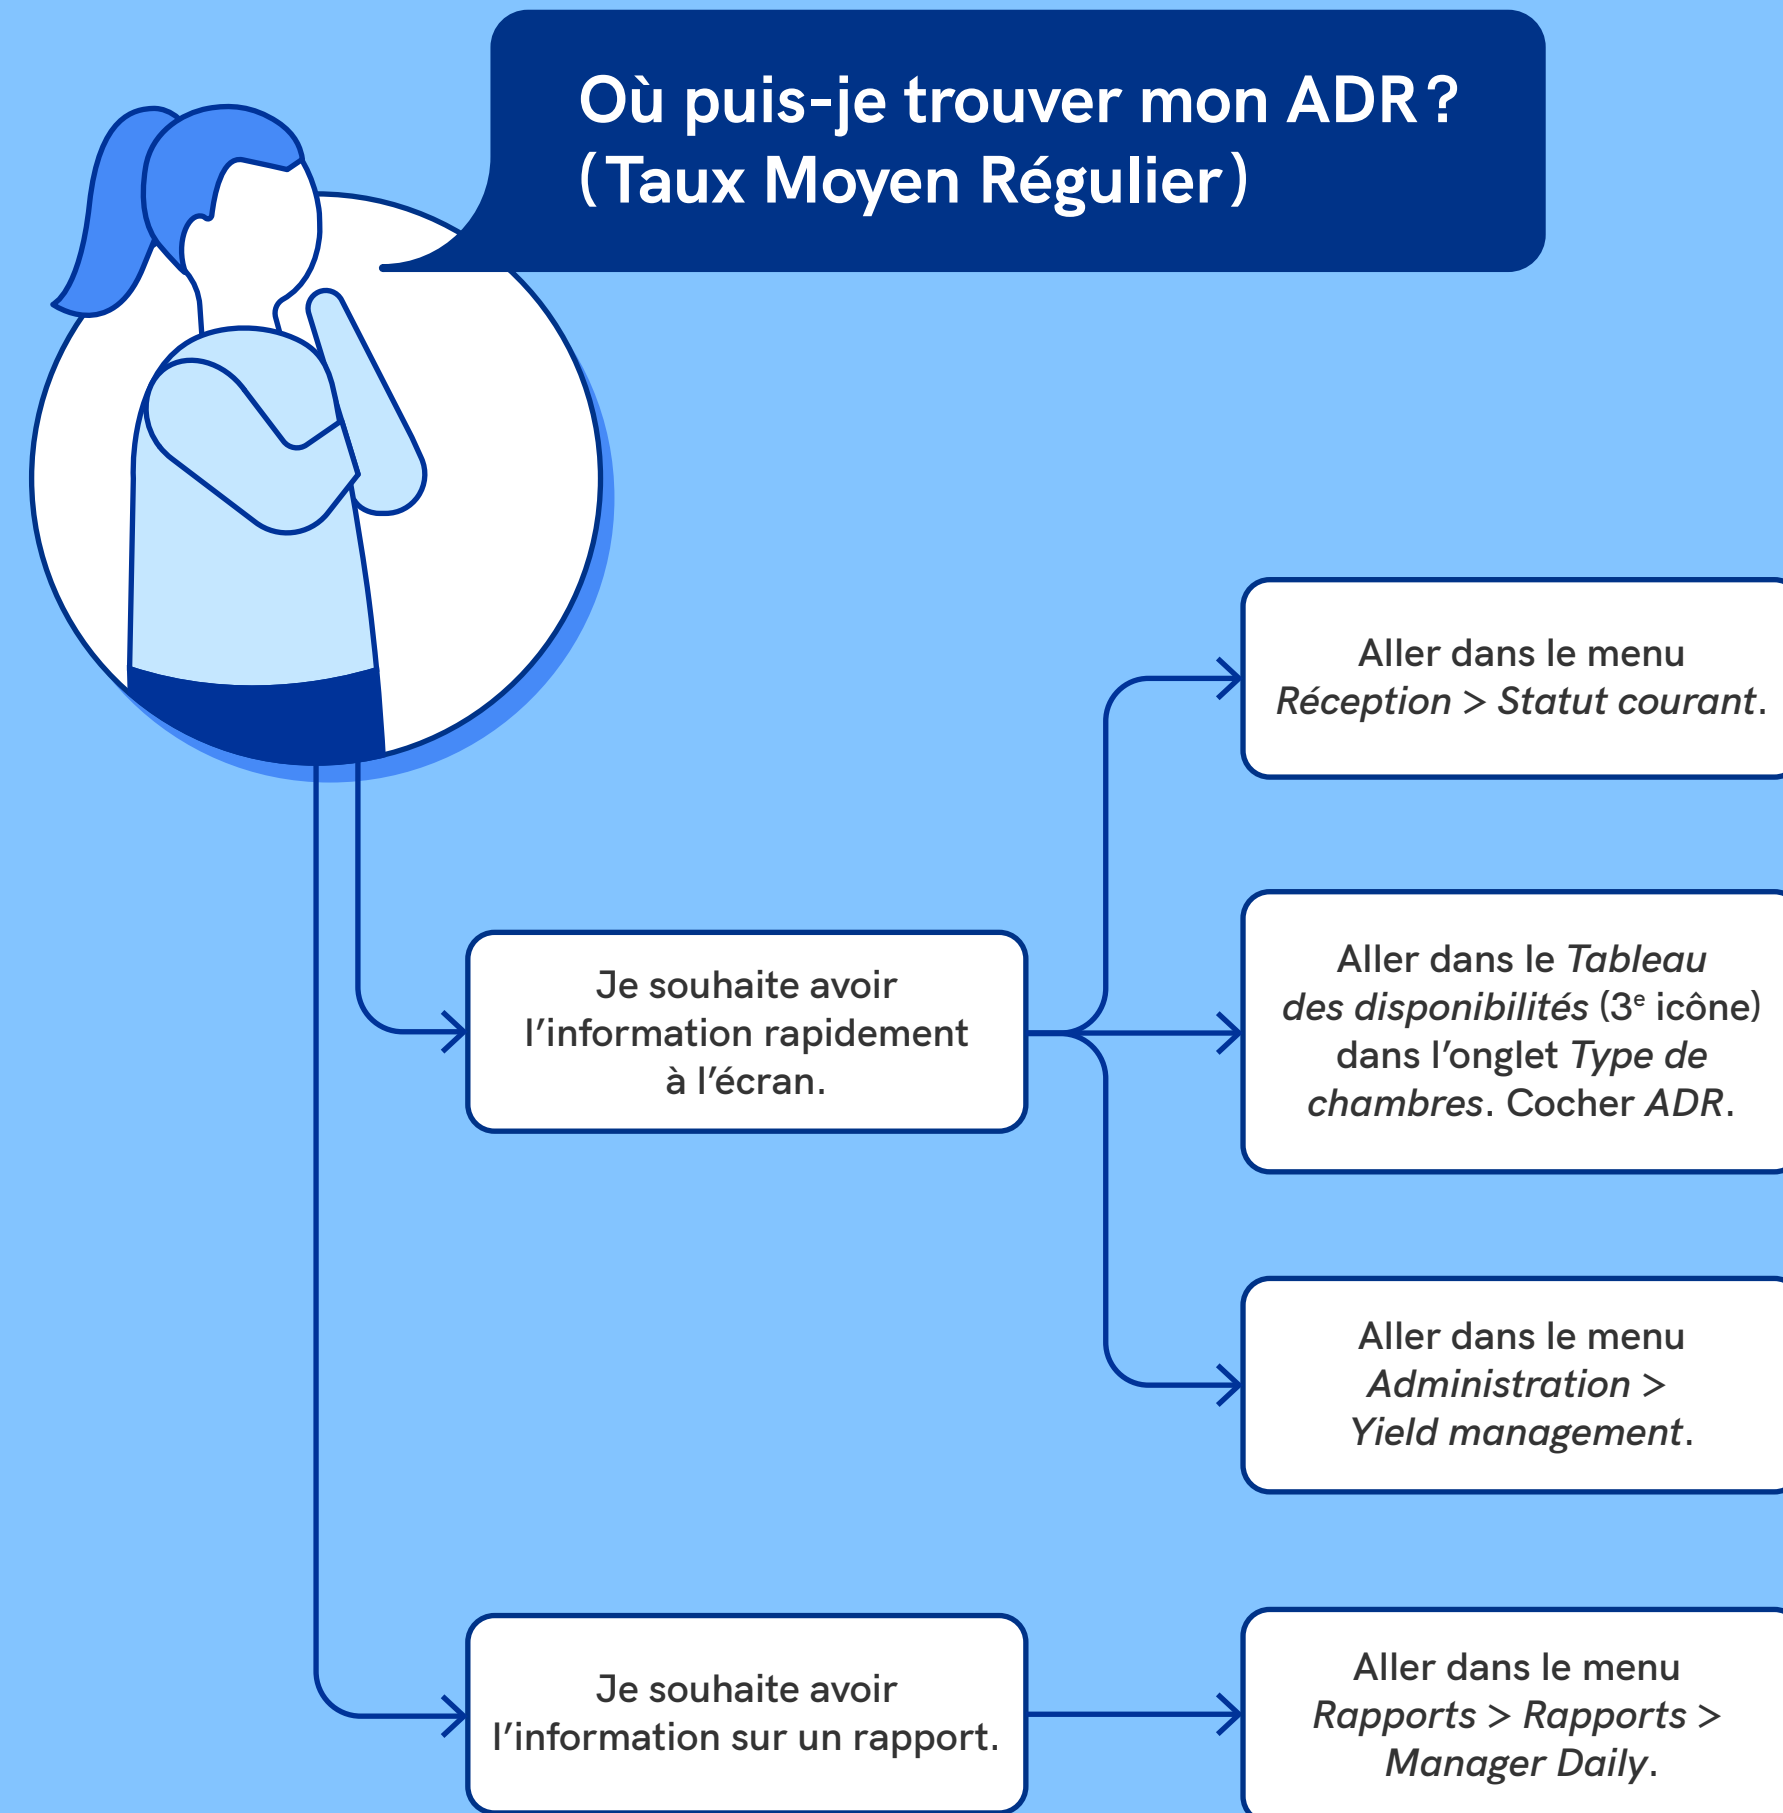 Où puis-je trouver mon ADR ?
(Taux Moyen Régulier)
Aller dans le menu
Réception > Statut courant.
Je souhaite avoir
l’information rapidement
à l’écran.
Aller dans le Tableau
des disponibilités (3e icône)
dans l’onglet Type de
chambres. Cocher ADR.
Aller dans le menu
Administration >
Yield management.
Je souhaite avoir
l’information sur un rapport.
Aller dans le menu
Rapports > Rapports >
Manager Daily.